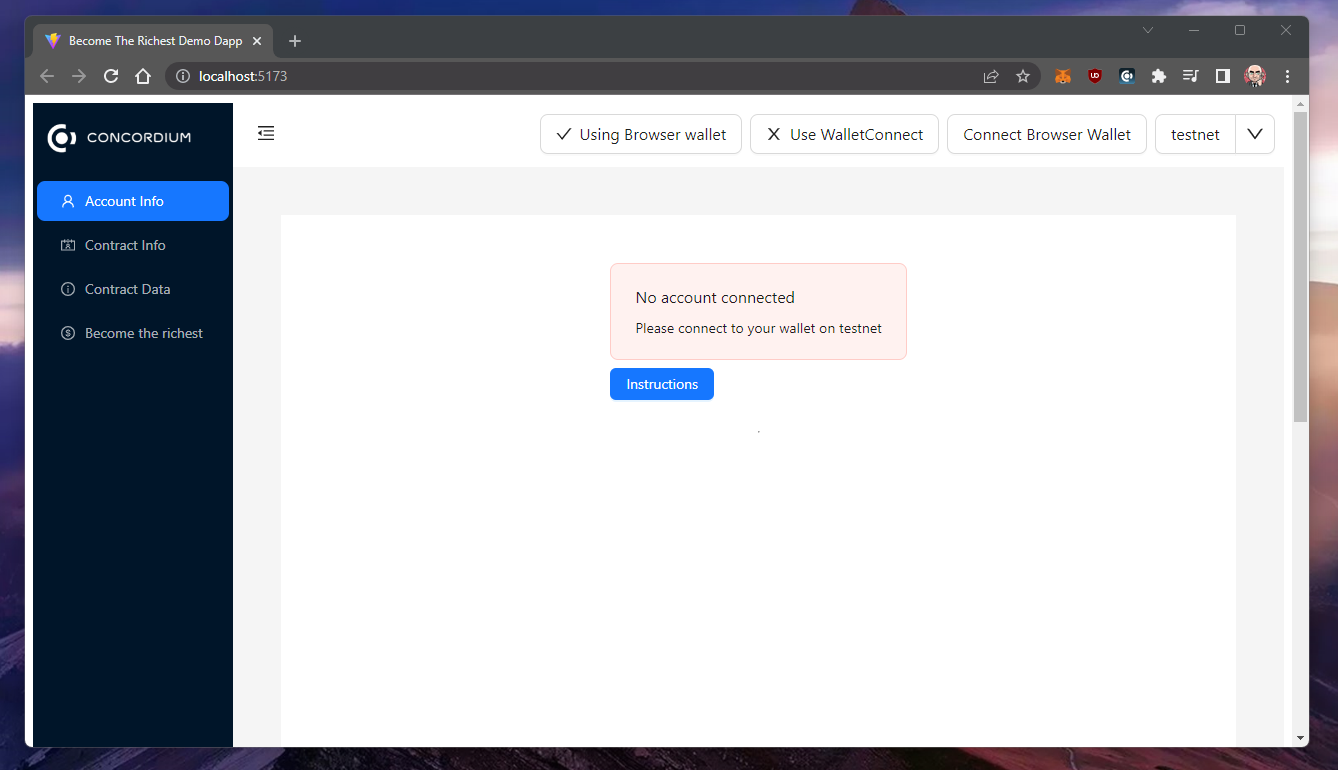 Become The Richest Demo Dapp
localhost:5173
CONCORDIUM
Using Browser wallet
Use WalletConnect
Connect Browser Wallet
testnet
Account Info
Contract Info
Contract Data
Become the richest
No account connected
Please connect to your wallet on testnet
Instructions